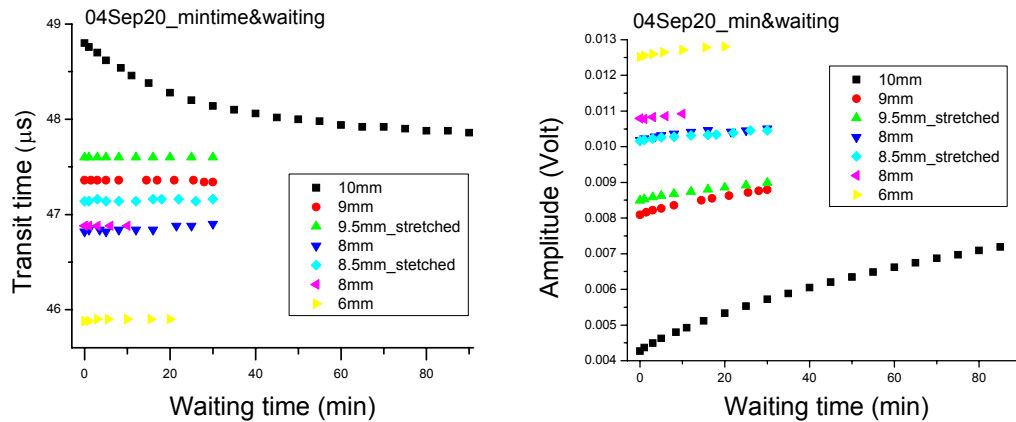 04Sep20_mintime&waiting
49
48
47
46
Transit time (μs)
10mm
9mm
9.5mm_stretched
8mm
8.5mm_stetched
8mm
6mm
0 20 40 60 80
Waiting time (min)
04Sep20_min&waiting
0.013
0.012
0.011
0.010
0.009
0.008
0.007
0.006
0.005
0.004
Amplitude (Volt)
10mm
9mm
9.5mm_stretched
8mm
8.5mm_stretched
8mm
6mm
0 20 40 60 80
Waiting time (min)